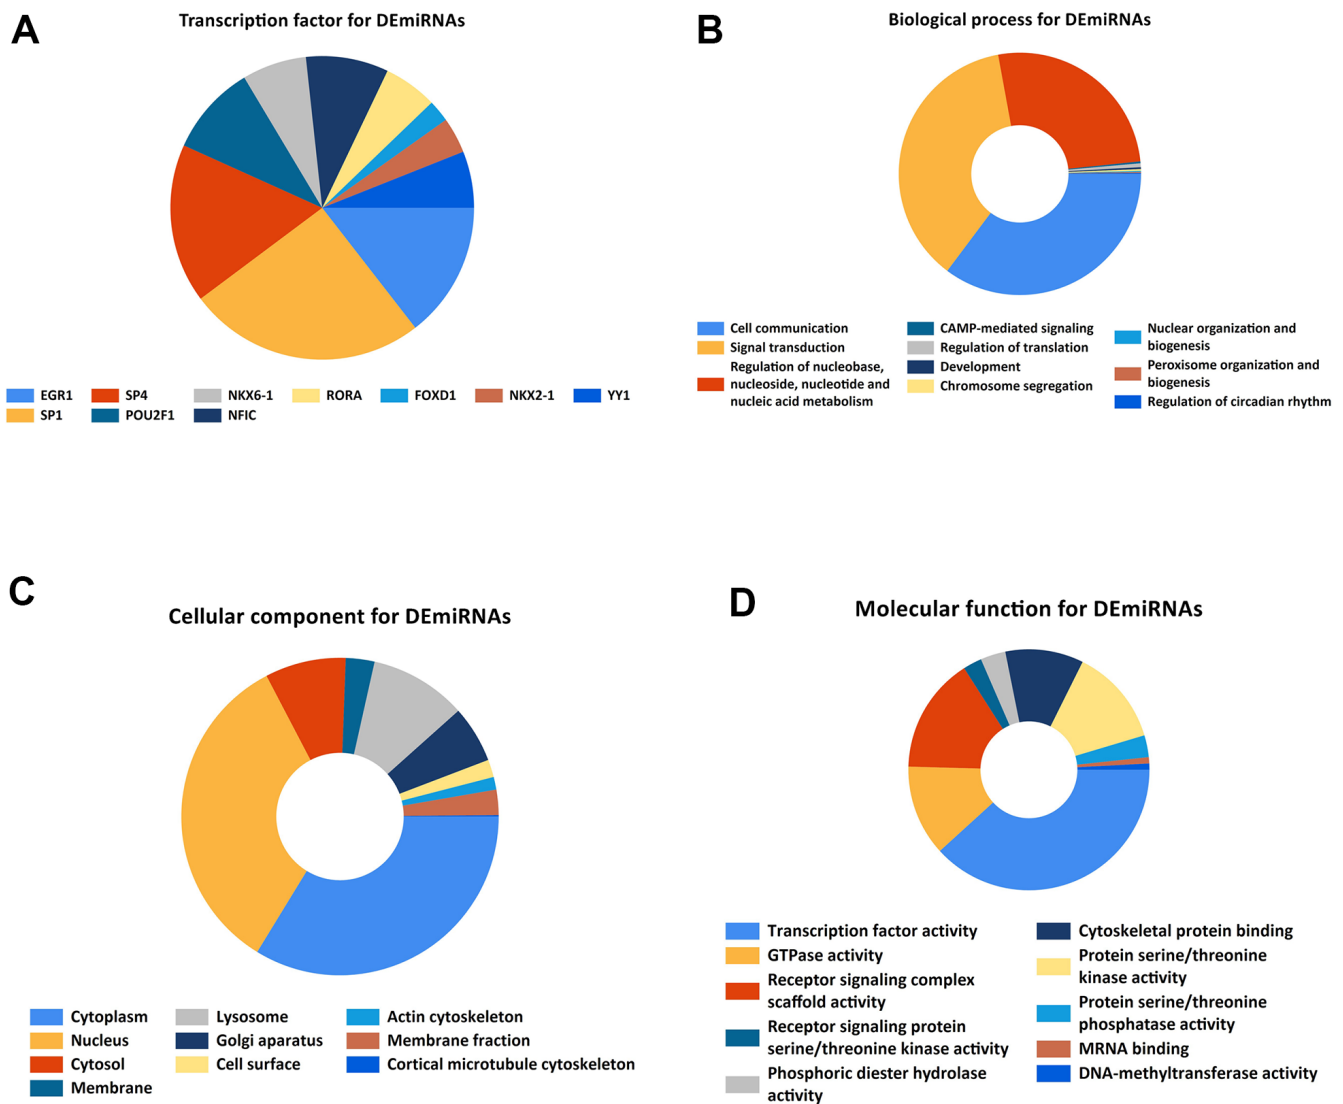 A
Transcription factor for DEmiRNAs
EGR1
SP4
NKX6-1
RORA
FOXD1
NKX2-1
YY1
SP1
POU2F1
NFIC
B
Biological process for DEmiRNAs
Cell communication
Signal transduction
Regulation of nucleobase,
nucleoside, nucleotide and
nucleic acid metabolism
CAMP-mediated signaling
Regulation of translation
Development
Chromosome segregation
Nuclear organization and
biogenesis
Peroxisome organization and
biogenesis
Regulation of circadian rhythm
C
Cellular component for DEmiRNAs
Cytoplasm
Nucleus
Cytosol
Membrane
Lysosome
Golgi apparatus
Cell surface
Actin cytoskeleton
Membrane fraction
Cortical microtubule cytoskeleton
D
Molecular function for DEmiRNAs
Transcription factor activity
GTPase activity
Receptor signaling complex
scaffold activity
Receptor signaling protein
serine/threonine kinase activity
Phosphoric diester hydrolase
activity
Cytoskeletal protein binding
Protein serine/threonine
kinase activity
Protein serine/threonine
phosphatase activity
MRNA binding
DNA-methyltransferase activity